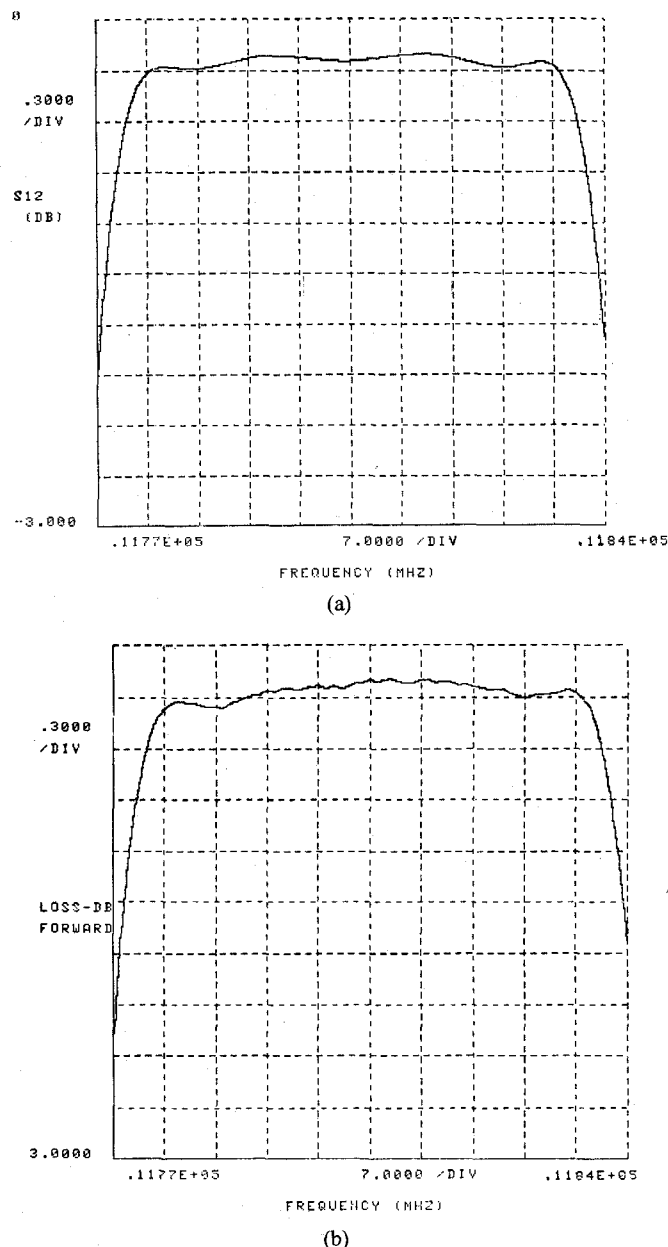 0
.3000
/DIV
S12
(DB)
-3.000
.1177E+05 7.0000 /DIV .1184E+05
FREQUENCY (MHZ)
(a)
.3000
/DIV
LOSS-DB
FORWARD
3.0000
.1177E+05 7.0000 /DIV .1184E+05
FREQUENCY (MHZ)
(b)